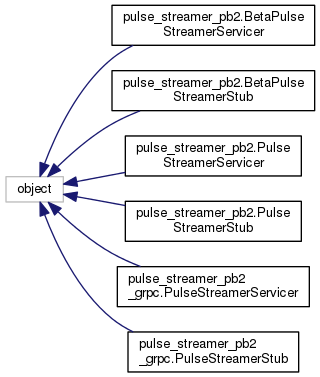 pulse_streamer_pb2.BetaPulse
StreamerServicer
pulse_streamer_pb2.BetaPulse
StreamerStub
pulse_streamer_pb2.Pulse
StreamerServicer
object
pulse_streamer_pb2.Pulse
StreamerStub
pulse_streamer_pb2
_grpc.PulseStreamerServicer
pulse_streamer_pb2
_grpc.PulseStreamerStub